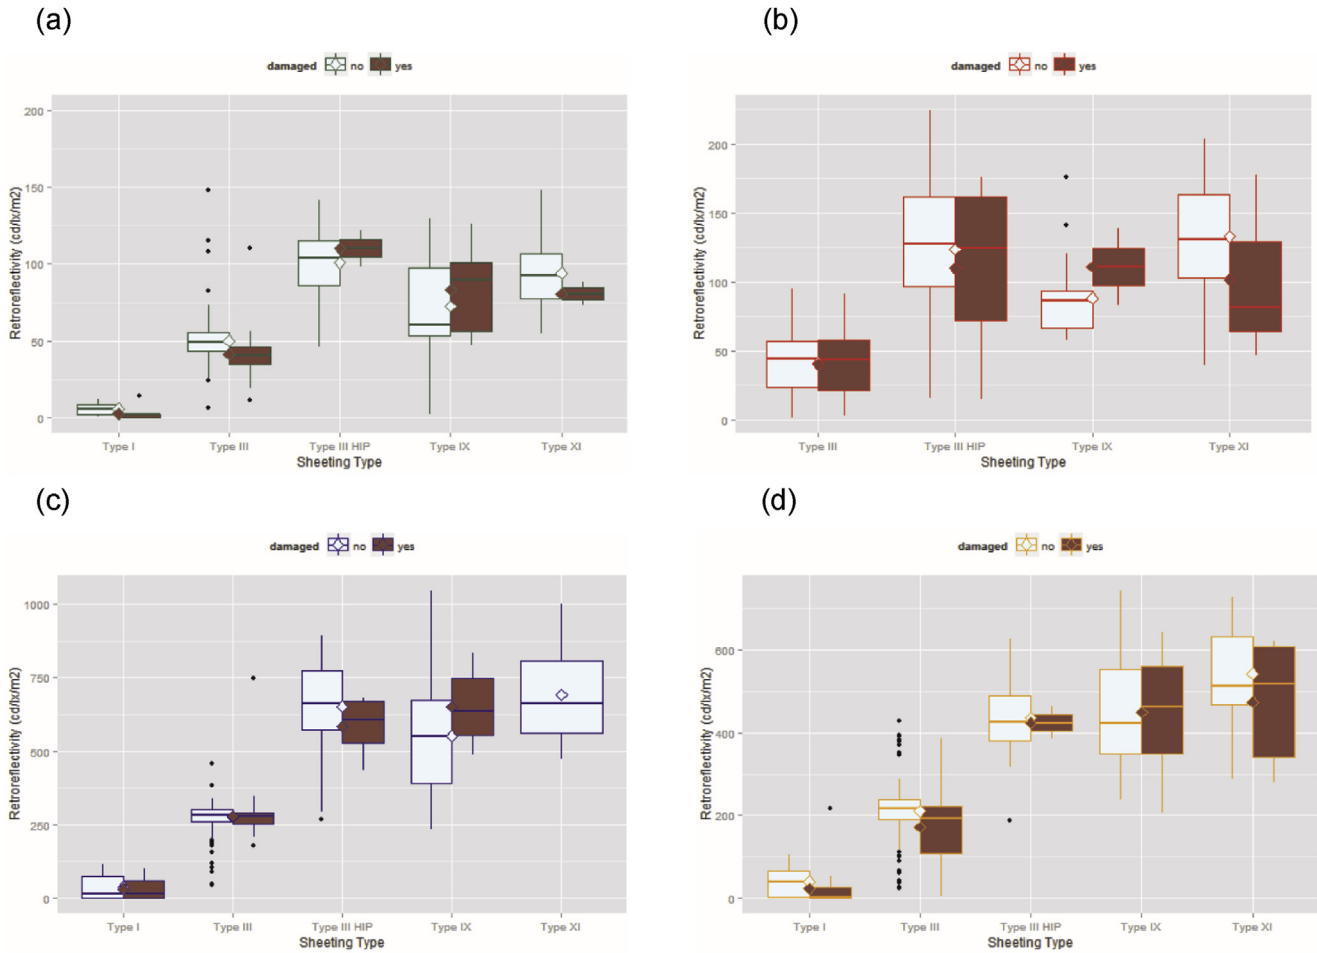 (a)
damaged no yes
200
150
100
50
0
Retroreflectivity (cd/lx/m2)
Type I Type III Type III HIP Type IX Type XI
Sheeting Type
(b)
damaged no yes
200
150
100
50
0
Retroreflectivity (cd/lx/m2)
Type III Type III HIP Type IX Type XI
Sheeting Type
(c)
damaged no yes
1000
750
500
250
0
Retroreflectivity (cd/lx/m2)
Type I Type III Type III HIP Type IX Type XI
Sheeting Type
(d)
damaged no yes
600
400
200
0
Retroreflectivity (cd/lx/m2)
Type I Type III Type III HIP Type IX Type XI
Sheeting Type